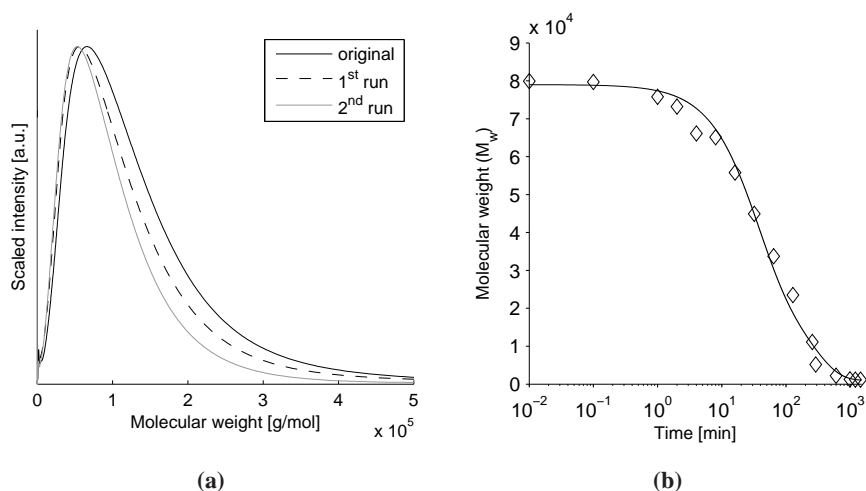 Scaled intensity [a.u.]
original
1st run
2nd run
0
1
2
3
4
5
Molecular weight [g/mol]
x 10^5
(a)
x 10^4
9
8
7
6
5
4
3
2
1
0
Molecular weight (M_w)
10^−2
10^−1
10^0
10^1
10^2
10^3
Time [min]
(b)